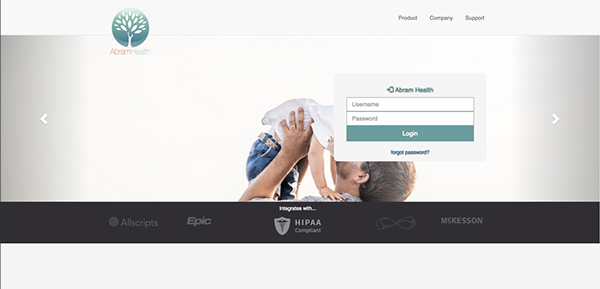 Product Company Support
AbramHealth
Abram Health
Username
Password
Login
forgot password?
Integrates with...
Allscripts Epic HIPAA Compliant MCKESSON